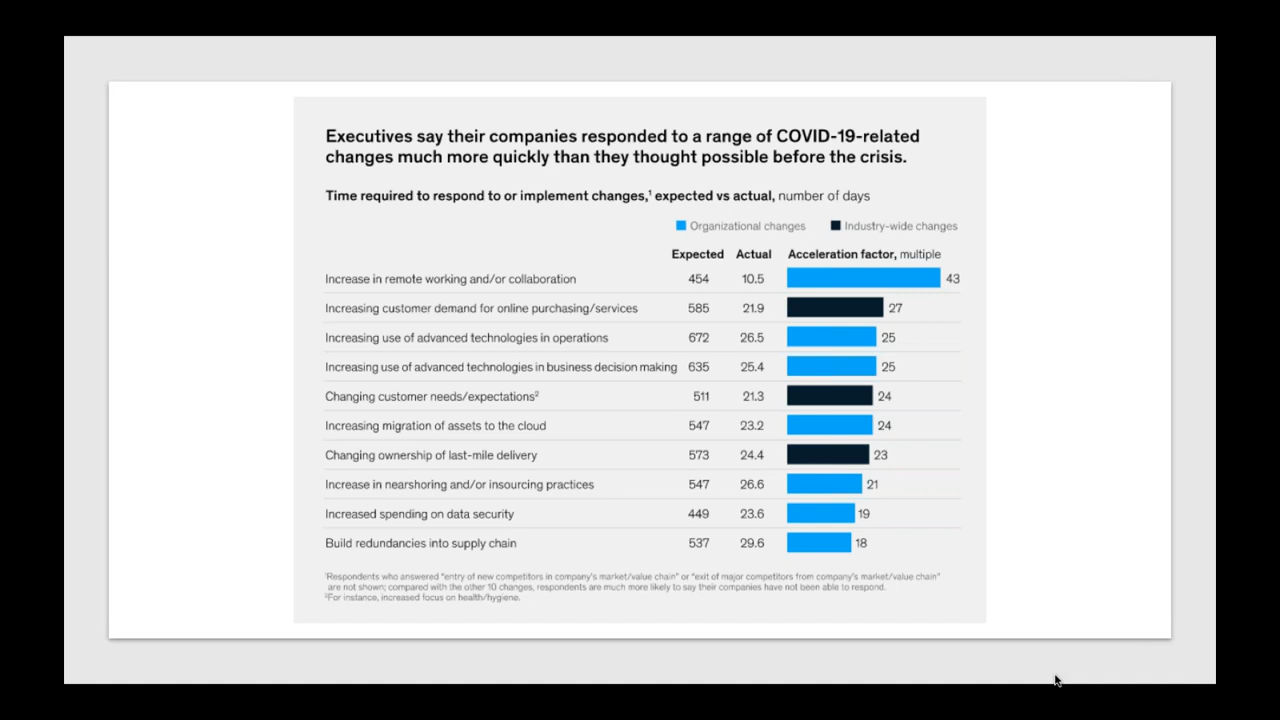 Executives say their companies responded to a range of COVID-19-related
changes much more quickly than they thought possible before the crisis.
Time required to respond to or implement changes,¹ expected vs actual, number of days
Organizational changes Industry-wide changes
Expected Actual Acceleration factor, multiple
Increase in remote working and/or collaboration 454 10.5 43
Increasing customer demand for online purchasing/services 585 21.9 27
Increasing use of advanced technologies in operations 672 26.5 25
Increasing use of advanced technologies in business decision making 635 25.4 25
Changing customer needs/expectations² 511 21.3 24
Increasing migration of assets to the cloud 547 23.2 24
Changing ownership of last-mile delivery 573 24.4 23
Increase in nearshoring and/or insourcing practices 547 26.6 21
Increased spending on data security 449 23.6 19
Build redundancies into supply chain 537 29.6 18
¹Respondents who answered “entry of new competitors in company’s market/value chain” or “exit of major competitors from company’s market/value chain”
are not shown; compared with the other 10 changes, respondents are much more likely to say their companies have not been able to respond.
²For instance, increased focus on health/hygiene.